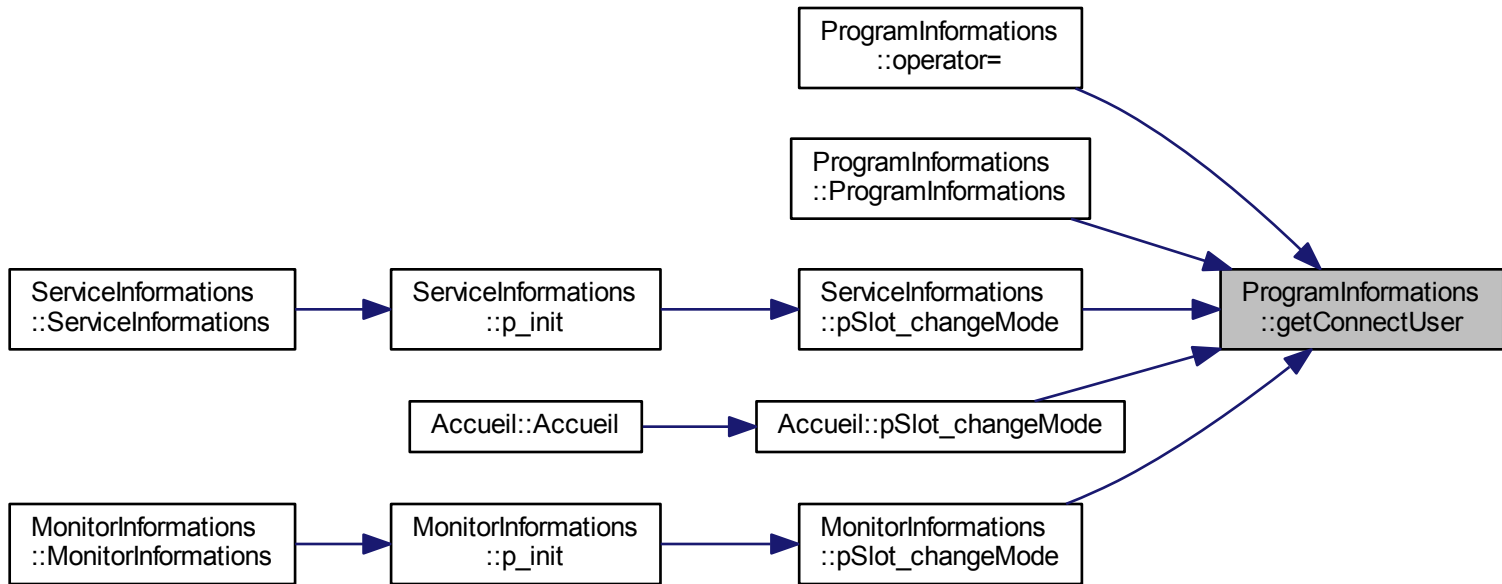 ProgramInformations
::operator=
ProgramInformations
::ProgramInformations
ServiceInformations
::ServiceInformations
ServiceInformations
::p_init
ServiceInformations
::pSlot_changeMode
ProgramInformations
::getConnectUser
Accueil::Accueil
Accueil::pSlot_changeMode
MonitorInformations
::MonitorInformations
MonitorInformations
::p_init
MonitorInformations
::pSlot_changeMode